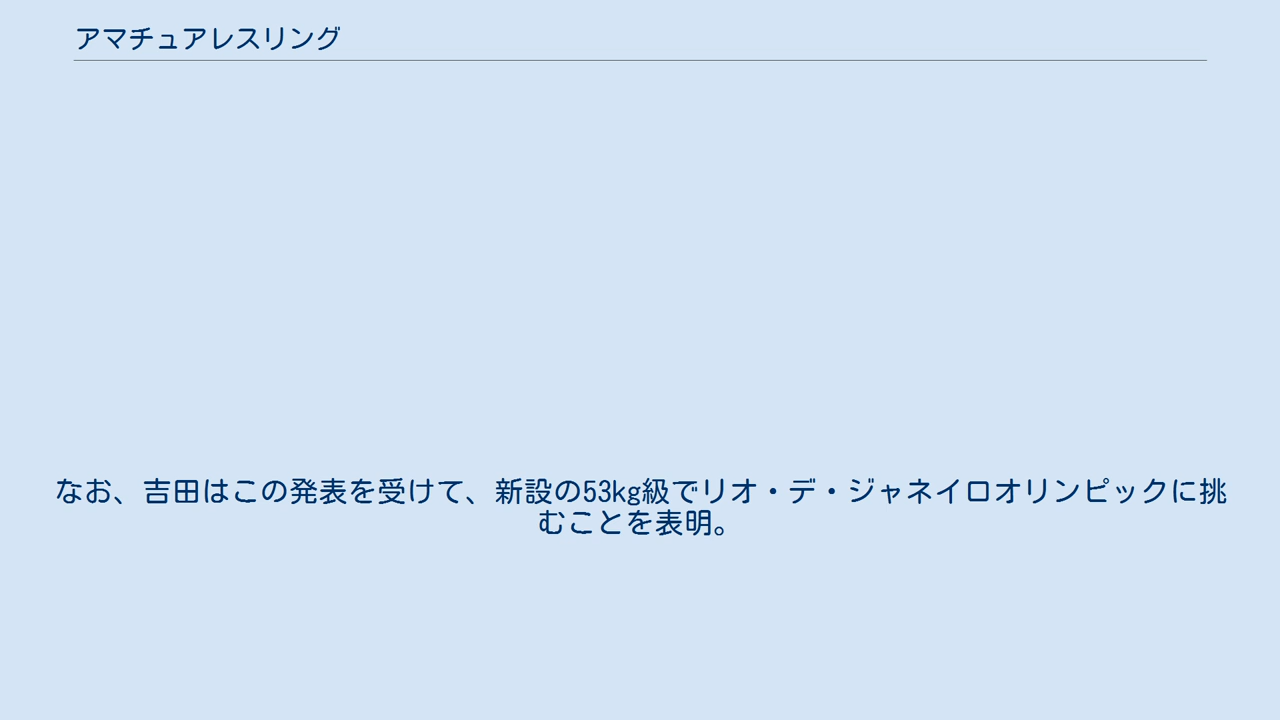 アマチュアレスリング
なお、吉田はこの発表を受けて、新設の53kg級でリオ・デ・ジャネイロオリンピックに挑
むことを表明。